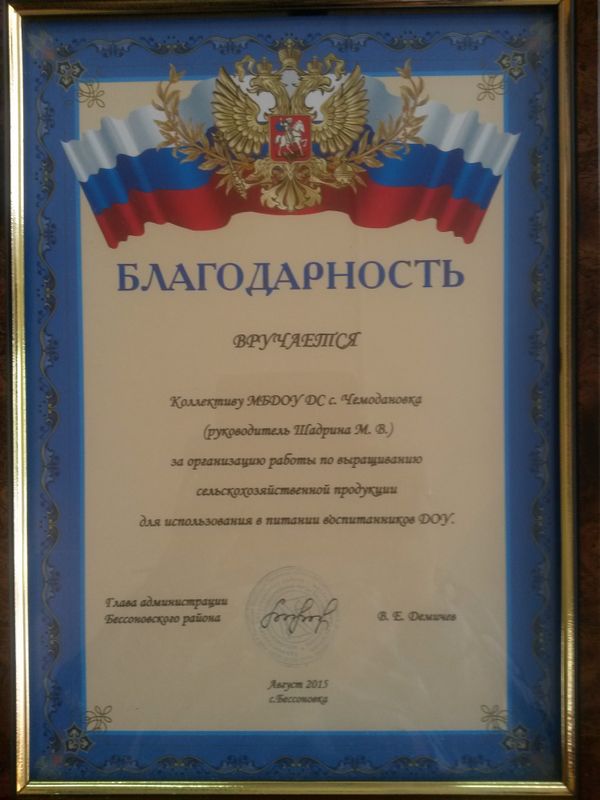 БЛАГОДАРНОСТЬ
ВРУЧАЕТСЯ
Коллективу МБДОУ ДС с. Чемодановка
(руководитель Шадрина М. В.)
за организацию работы по выращиванию
сельскохозяйственной продукции
для использования в питании воспитанников ДОУ.
Глава администрации
Бессоновского района
В. Е. Демичев
Август 2015
с.Бессоновка